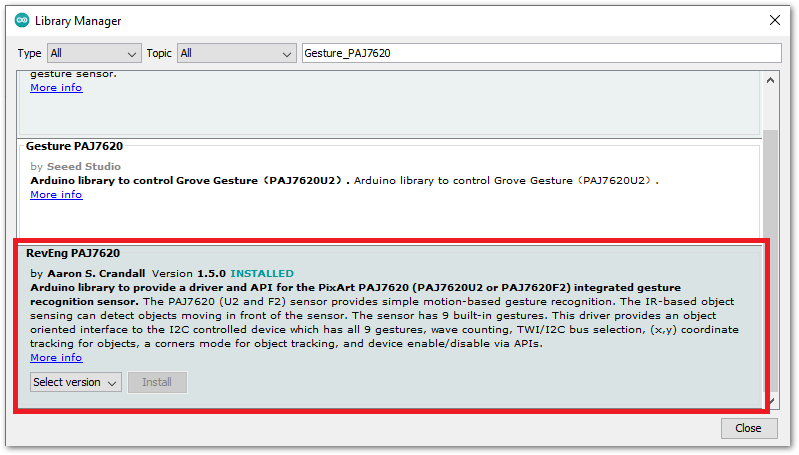 Library Manager
Type All Topic All Gesture_PAJ7620
gesture sensor.
More info
Gesture PAJ7620
by Seeed Studio
Arduino library to control Grove Gesture（PAJ7620U2）. Arduino library to control Grove Gesture（PAJ7620U2）.
More info
RevEng PAJ7620
by Aaron S. Crandall Version 1.5.0 INSTALLED
Arduino library to provide a driver and API for the PixArt PAJ7620 (PAJ7620U2 or PAJ7620F2) integrated gesture
recognition sensor. The PAJ7620 (U2 and F2) sensor provides simple motion-based gesture recognition. The IR-based object
sensing can detect objects moving in front of the sensor. The sensor has 9 built-in gestures. This driver provides an object
oriented interface to the I2C controlled device which has all 9 gestures, wave counting, TWI/I2C bus selection, (x,y) coordinate
tracking for objects, a corners mode for object tracking, and device enable/disable via APIs.
More info
Select version Install
Close